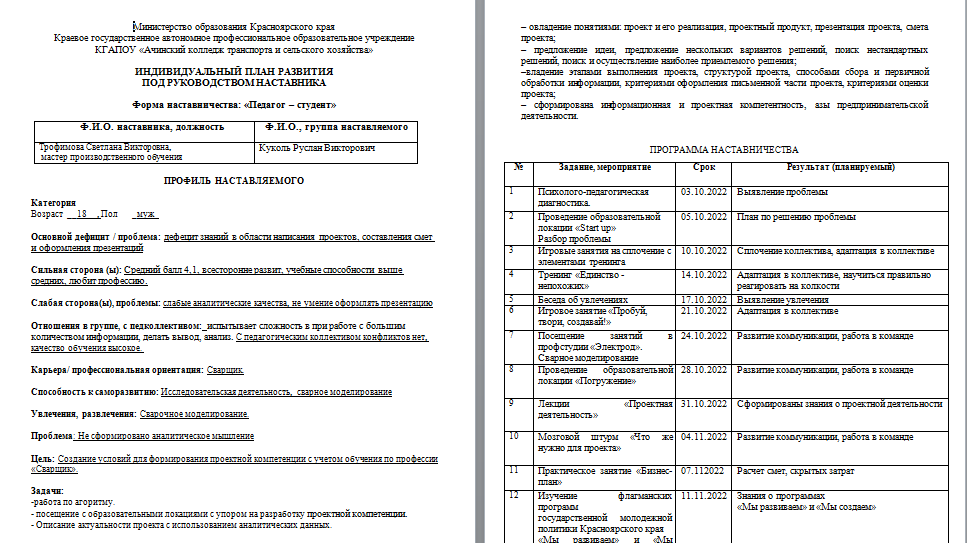 Министерство образования Красноярского края
Краевое государственное автономное профессиональное образовательное учреждение
КГАПОУ «Ачинский колледж транспорта и сельского хозяйства»
ИНДИВИДУАЛЬНЫЙ ПЛАН РАЗВИТИЯ
ПОД РУКОВОДСТВОМ НАСТАВНИКА
Форма наставничества: «Педагог – студент»
Ф.И.О. наставника, должность
Ф.И.О., группа наставляемого
Трофимова Светлана Викторовна,
мастер производственного обучения
Куколь Руслан Викторович
ПРОФИЛЬ НАСТАВЛЯЕМОГО
Категория
Возраст 18 , Пол муж
Основной дефицит / проблема: дефецит знаний в области написания проектов, составления смет
и оформления презентаций
Сильная сторона (ы): Средний балл 4,1, всесторонне развит, учебные способности выше
средних, любит профессию.
Слабая сторона(ы), проблемы: слабые аналитические качества, не умение оформлять презентацию
Отношения в группе, с педколлективом: испытывает сложность в при работе с большим
количеством информации, делать вывод, анализ. С педагогическим коллективом конфликтов нет,
качество обучения высокое.
Карьера/ профессиональная ориентация: Сварщик.
Способность к саморазвитию: Исследовательская деятельность, сварное моделирование
Увлечения, развлечения: Сварочное моделирование.
Проблема: Не сформировано аналитическое мышление
Цель: Создание условий для формирования проектной компетенции с учетом обучения по профессии
«Сварщик».
Задачи:
-работа по агоритму.
- посещение с образовательными локациями с упором на разработку проектной компетенции.
- Описание актуальности проекта с использованием аналитических данных.
– овладение понятиями: проект и его реализация, проектный продукт, презентация проекта, смета
проекта;
– предложение идеи, предложение нескольких вариантов решений, поиск нестандартных
решений, поиск и осуществление наиболее приемлемого решения;
–владение этапами выполнения проекта, структурой проекта, способами сбора и первичной
обработки информации, критериями оформления письменной части проекта, критериями оценки
проекта;
– сформирована информационная и проектная компетентность, азы предпринимательской
деятельности.
ПРОГРАММА НАСТАВНИЧЕСТВА
№ Задание, мероприятие Срок Результат (планируемый)
1 Психолого-педагогическая 03.10.2022 Выявление проблемы
диагностика.
2 Проведение образовательной 05.10.2022 План по решению проблемы
локации «Start up»
Разбор проблемы
3 Игровые занятия на сплочение с 10.10.2022 Сплочение коллектива, адаптация в коллективе
элементами тренинга
4 Тренинг «Единство - 14.10.2022 Адаптация в коллективе, научиться правильно
непохожих» реагировать на колкости
5 Беседа об увлечениях 17.10.2022 Выявление увлечения
6 Игровое занятие «Пробуй, 21.10.2022 Адаптация в коллективе
твори, создавай!»
7 Посещение занятий в 24.10.2022 Развитие коммуникации, работа в команде
профстудии «Электрод».
Сварное моделирование
8 Проведение образовательной 28.10.2022 Развитие коммуникации, работа в команде
локации «Погружение»
9 Лекции «Проектная 31.10.2022 Сформированы знания о проектной деятельности
деятельность»
10 Мозговой штурм «Что же 04.11.2022 Развитие коммуникации, работа в команде
нужно для проекта»
11 Практическое занятие «Бизнес- 07.112022 Расчет смет, скрытых затрат
план»
12 Изучение флагманских 11.11.2022 Знания о программах
программ «Мы развиваем» и «Мы создаем»
государственной молодежной
политики Красноярского края
«Мы развиваем» и «Мы